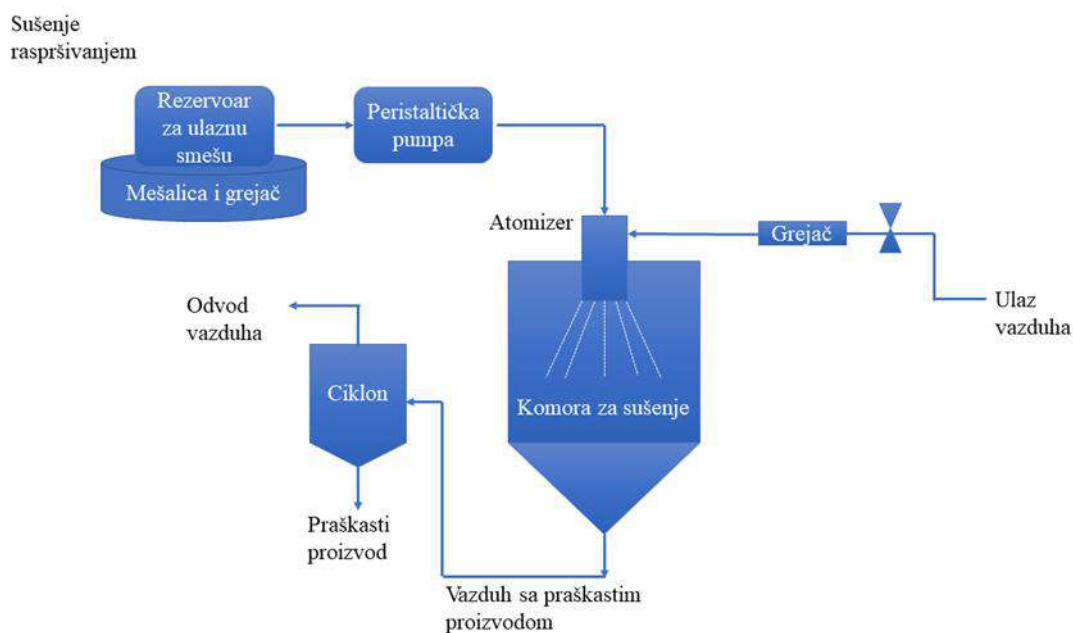 Sušenje
raspršivanjem
Rezervoar
za ulaznu
smešu
Mešalica i grejač
Peristaltička
pumpa
Atomizer
Grejač
Ulaz
vazduha
Odvod
vazduha
Ciklon
Komora za sušenje
Praškasti
proizvod
Vazduh sa praškastim
proizvodom